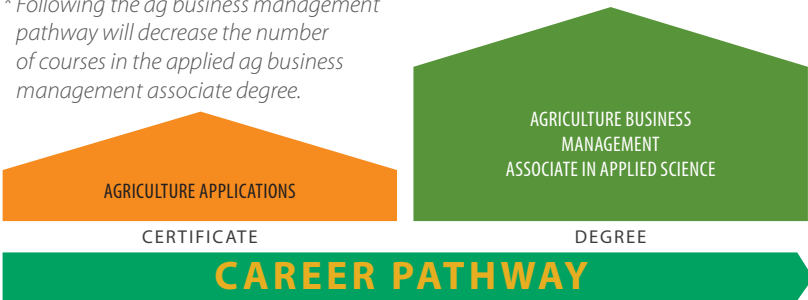 * Following the ag business management
pathway will decrease the number
of courses in the applied ag business
management associate degree.
AGRICULTURE APPLICATIONS
AGRICULTURE BUSINESS
MANAGEMENT
ASSOCIATE IN APPLIED SCIENCE
CERTIFICATE
DEGREE
CAREER PATHWAY